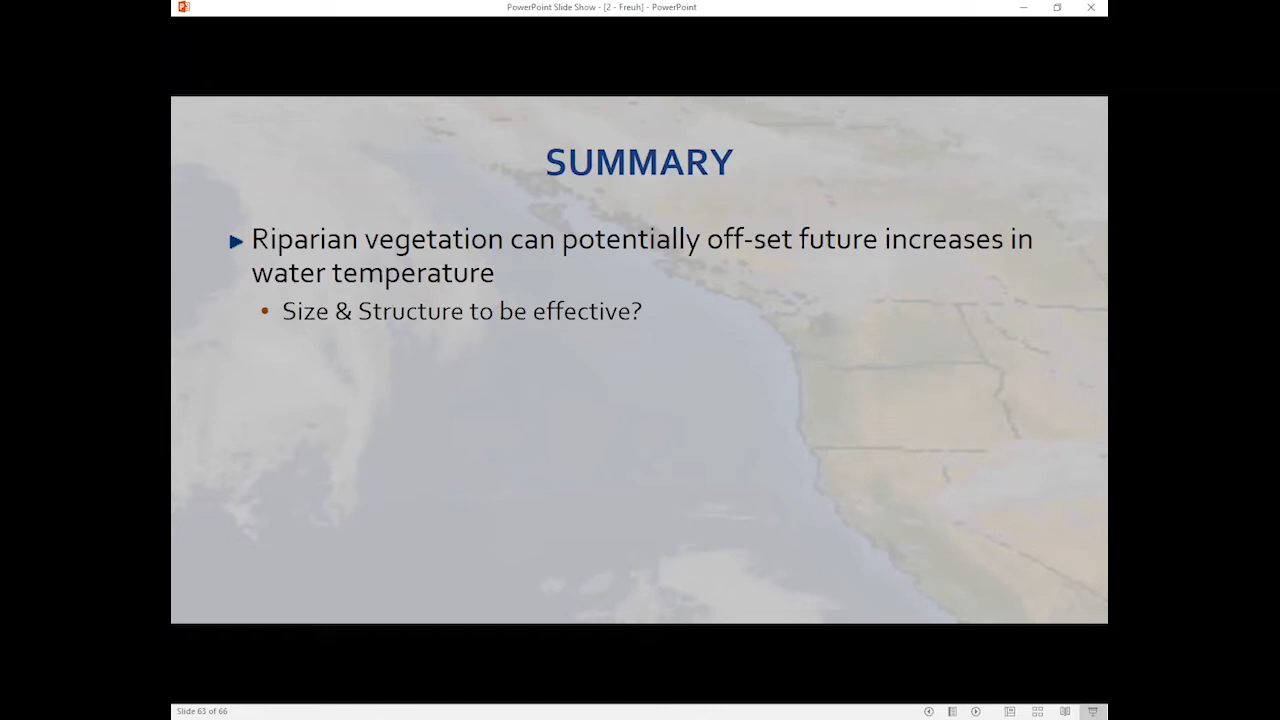 PowerPoint Slide Show - [2 - Freuh] - PowerPoint
SUMMARY
Riparian vegetation can potentially off-set future increases in
water temperature
• Size & Structure to be effective?
Slide 63 of 66